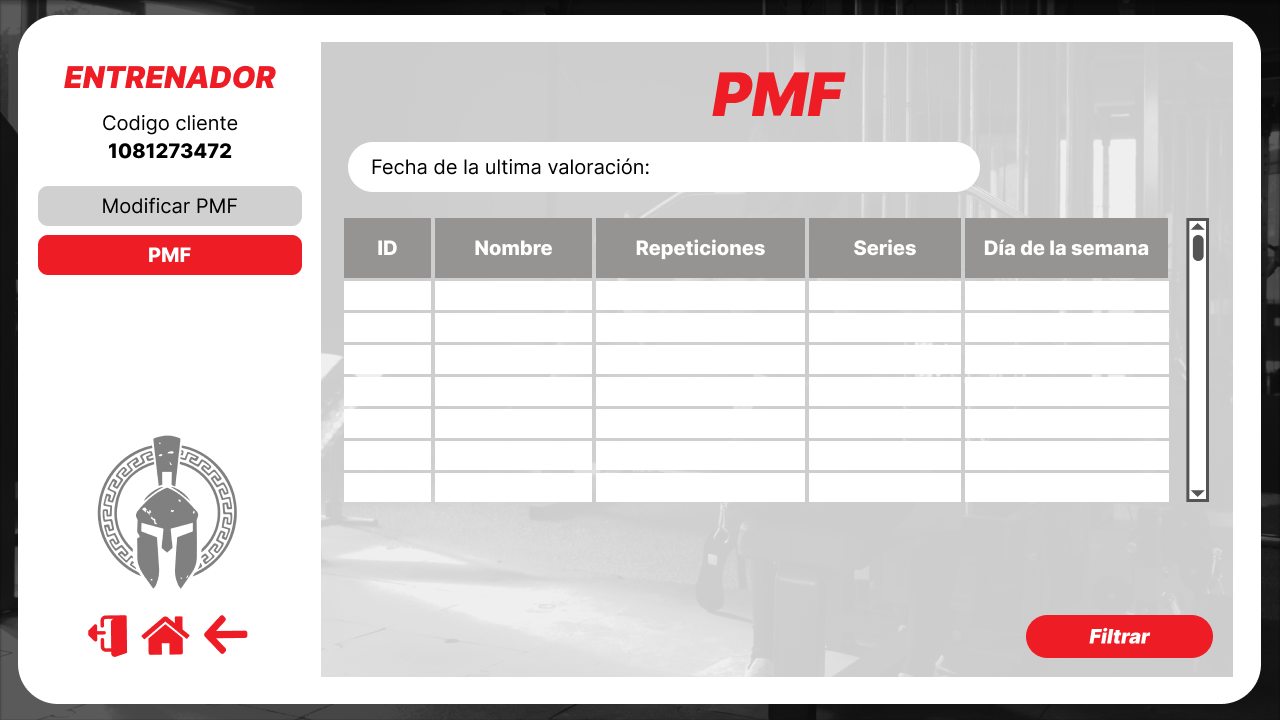 ENTRENADOR
Codigo cliente
1081273472
Modificar PMF
PMF
PMF
Fecha de la ultima valoración:
ID Nombre Repeticiones Series Día de la semana
Filtrar